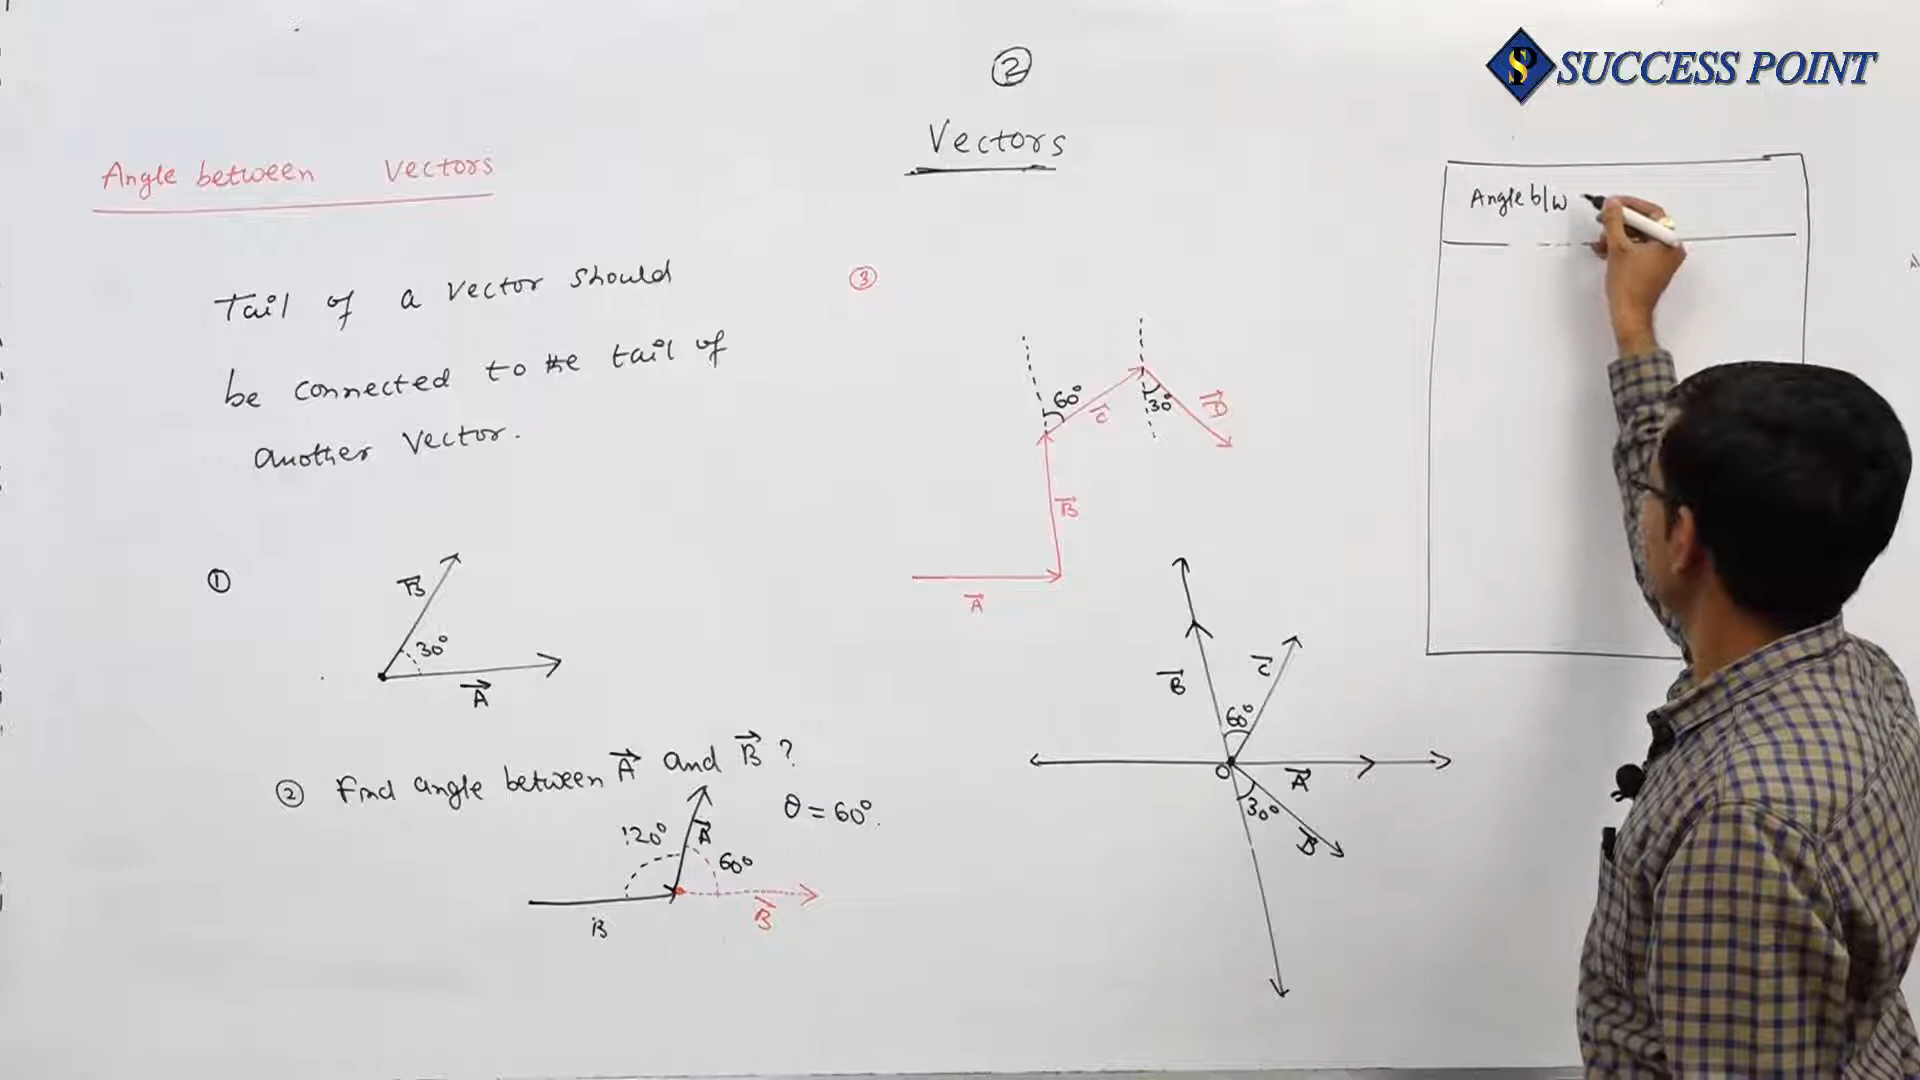 SUCCESS POINT
2
Vectors
Angle between Vectors
Tail of a vector should
be connected to the tail of
another vector.
1
B
30°
A
2 Find angle between A and B ?
θ = 60°.
120°
A
60°
B
B
3
60°
C
30°
D
B
A
B
C
60°
O
A
30°
D
Angle b/w